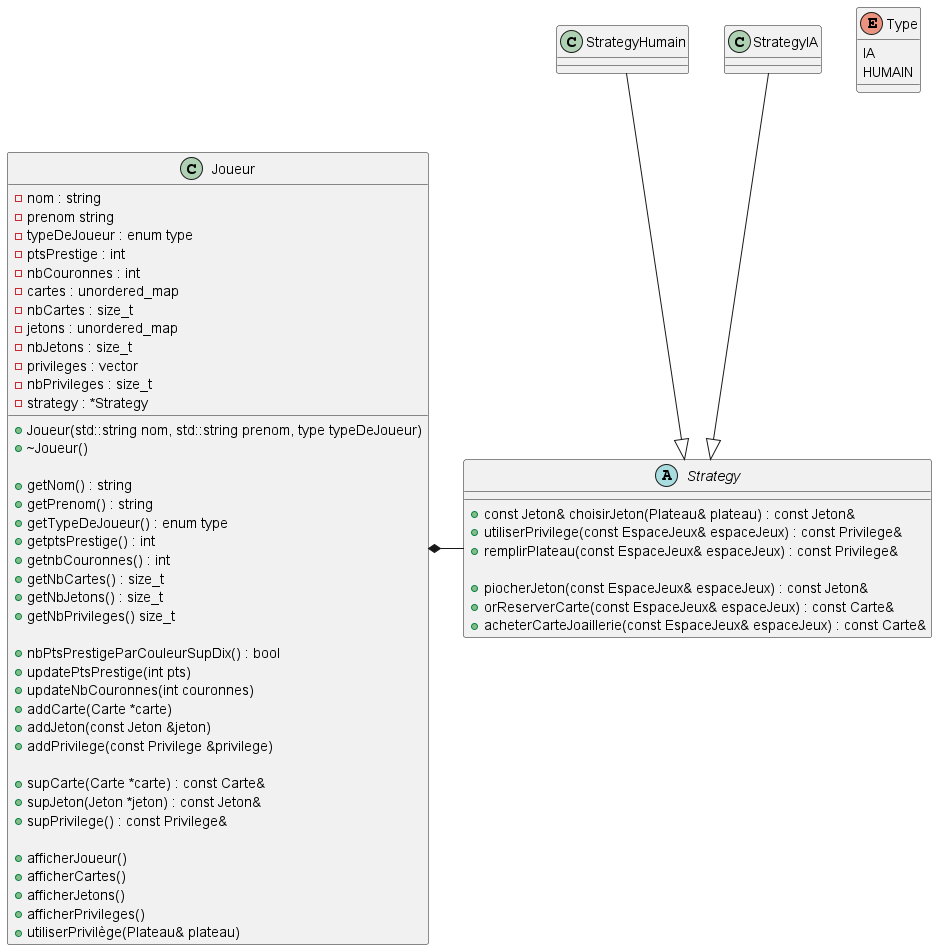 C StrategyHumain
C StrategyIA
E Type
IA
HUMAIN
C Joueur
nom : string
prenom string
typeDeJoueur : enum type
ptsPrestige : int
nbCouronnes : int
cartes : unordered_map
nbCartes : size_t
jetons : unordered_map
nbJetons : size_t
privileges : vector
nbPrivileges : size_t
strategy : *Strategy
Joueur(std::string nom, std::string prenom, type typeDeJoueur)
~Joueur()
getNom() : string
getPrenom() : string
getTypeDeJoueur() : enum type
getptsPrestige() : int
getnbCouronnes() : int
getNbCartes() : size_t
getNbJetons() : size_t
getNbPrivileges() size_t
nbPtsPrestigeParCouleurSupDix() : bool
updatePtsPrestige(int pts)
updateNbCouronnes(int couronnes)
addCarte(Carte *carte)
addJeton(const Jeton &jeton)
addPrivilege(const Privilege &privilege)
supCarte(Carte *carte) : const Carte&
supJeton(Jeton *jeton) : const Jeton&
supPrivilege() : const Privilege&
afficherJoueur()
afficherCartes()
afficherJetons()
afficherPrivileges()
utiliserPrivilège(Plateau& plateau)
A Strategy
const Jeton& choisirJeton(Plateau& plateau) : const Jeton&
utiliserPrivilege(const EspaceJeux& espaceJeux) : const Privilege&
remplirPlateau(const EspaceJeux& espaceJeux) : const Privilege&
piocherJeton(const EspaceJeux& espaceJeux) : const Jeton&
orReserverCarte(const EspaceJeux& espaceJeux) : const Carte&
acheterCarteJoaillerie(const EspaceJeux& espaceJeux) : const Carte&